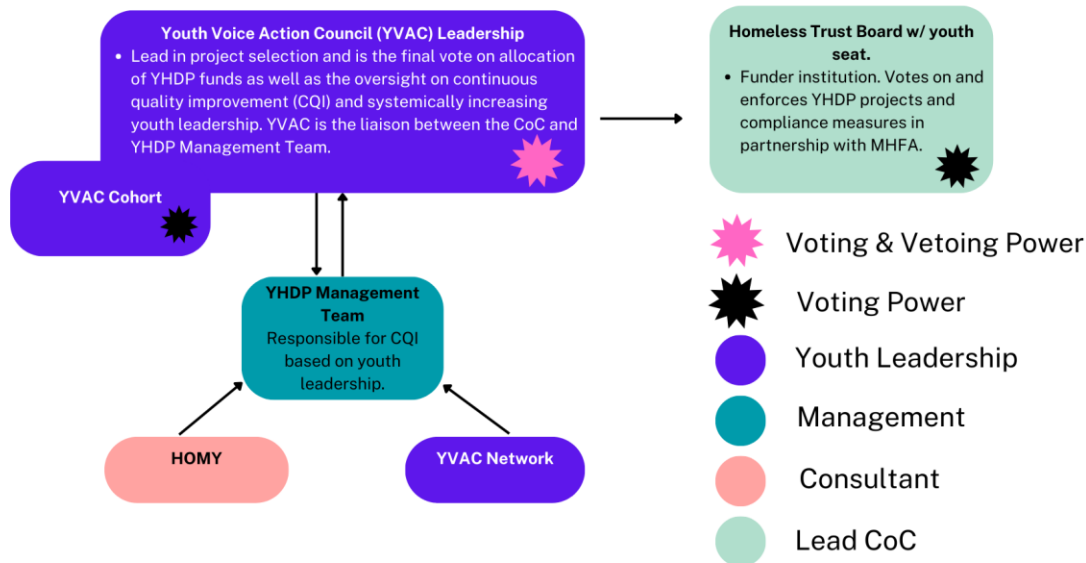 Youth Voice Action Council (YVAC) Leadership
• Lead in project selection and is the final vote on allocation
of YHDP funds as well as the oversight on continuous
quality improvement (CQI) and systemically increasing
youth leadership. YVAC is the liaison between the CoC and
YHDP Management Team.
Homeless Trust Board w/ youth
seat.
• Funder institution. Votes on and
enforces YHDP projects and
compliance measures in
partnership with MHFA.
YVAC Cohort
YHDP Management
Team
Responsible for CQI
based on youth
leadership.
HOMY
YVAC Network
Voting & Vetoing Power
Voting Power
Youth Leadership
Management
Consultant
Lead CoC